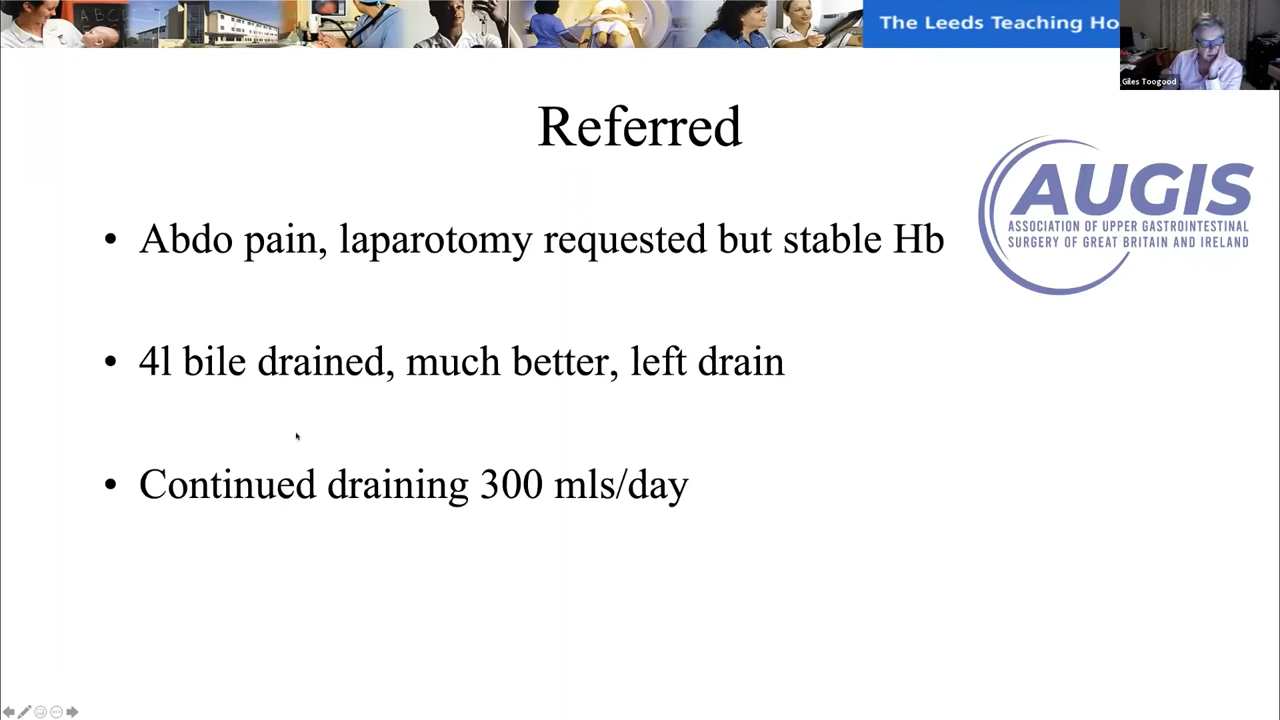 ABC
The Leeds Teaching Ho
Giles Toogood
Referred
AUGIS
ASSOCIATION OF UPPER GASTROINTESTINAL
SURGERY OF GREAT BRITAIN AND IRELAND
• Abdo pain, laparotomy requested but stable Hb
• 4l bile drained, much better, left drain
• Continued draining 300 mls/day